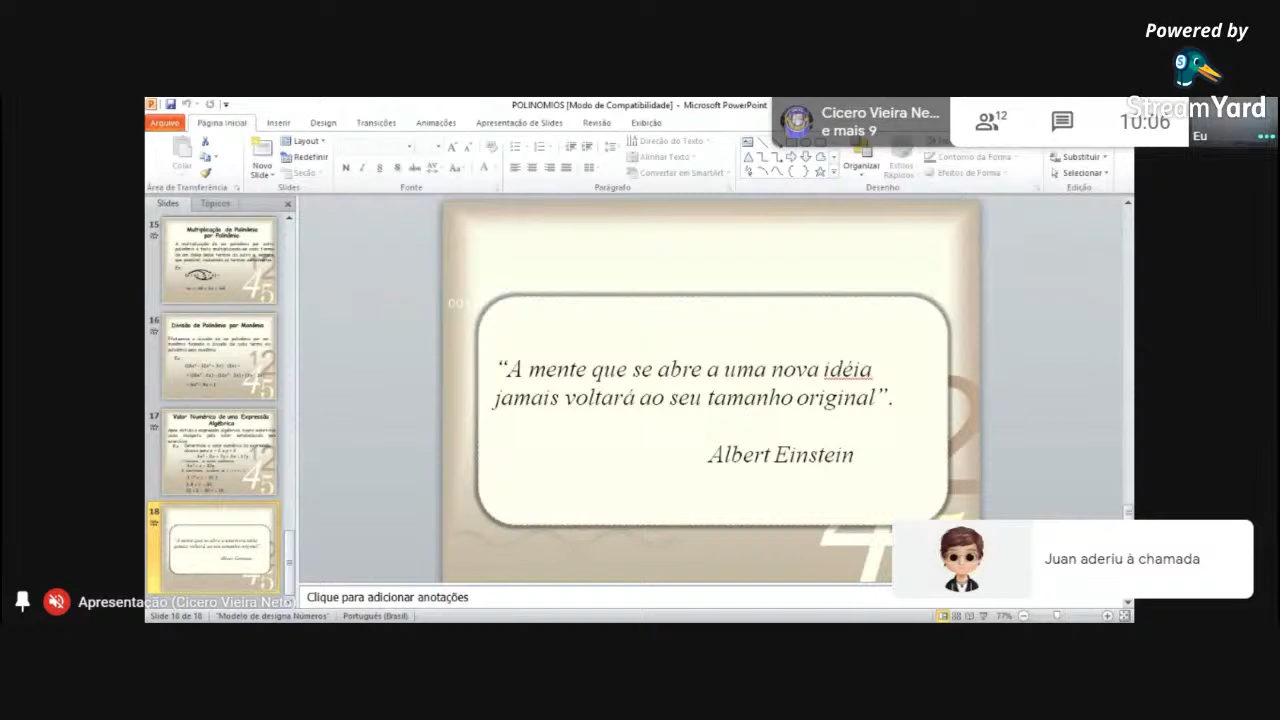 Powered by
StreamYard
POLINOMIOS [Modo de Compatibilidade] - Microsoft PowerPoint
Cicero Vieira Ne...
e mais 9
12
10:06
Eu
Arquivo
Página Inicial
Inserir
Design
Transições
Animações
Apresentação de Slides
Revisão
Exibição
Colar
Novo
Slide
Layout
Redefinir
Seção
Direção do Texto
Alinhar Texto
Converter em SmartArt
Organizar
Estilos
Rápidos
Contorno da Forma
Efeitos de Forma
Substituir
Selecionar
Área de Transferência
Slides
Fonte
Parágrafo
Desenho
Edição
Slides
Tópicos
15
Multiplicação de Polinômio
por Polinômio
16
Divisão de Polinômio por Monômio
17
Valor Numérico de uma Expressão
Algébrica
18
“A mente que se abre a uma nova idéia
jamais voltará ao seu tamanho original”.
Albert Einstein
Juan aderiu à chamada
Clique para adicionar anotações
Apresentação (Cicero Vieira Neto)
Slide 18 de 18
"Modelo de designa Números"
Português (Brasil)
77%